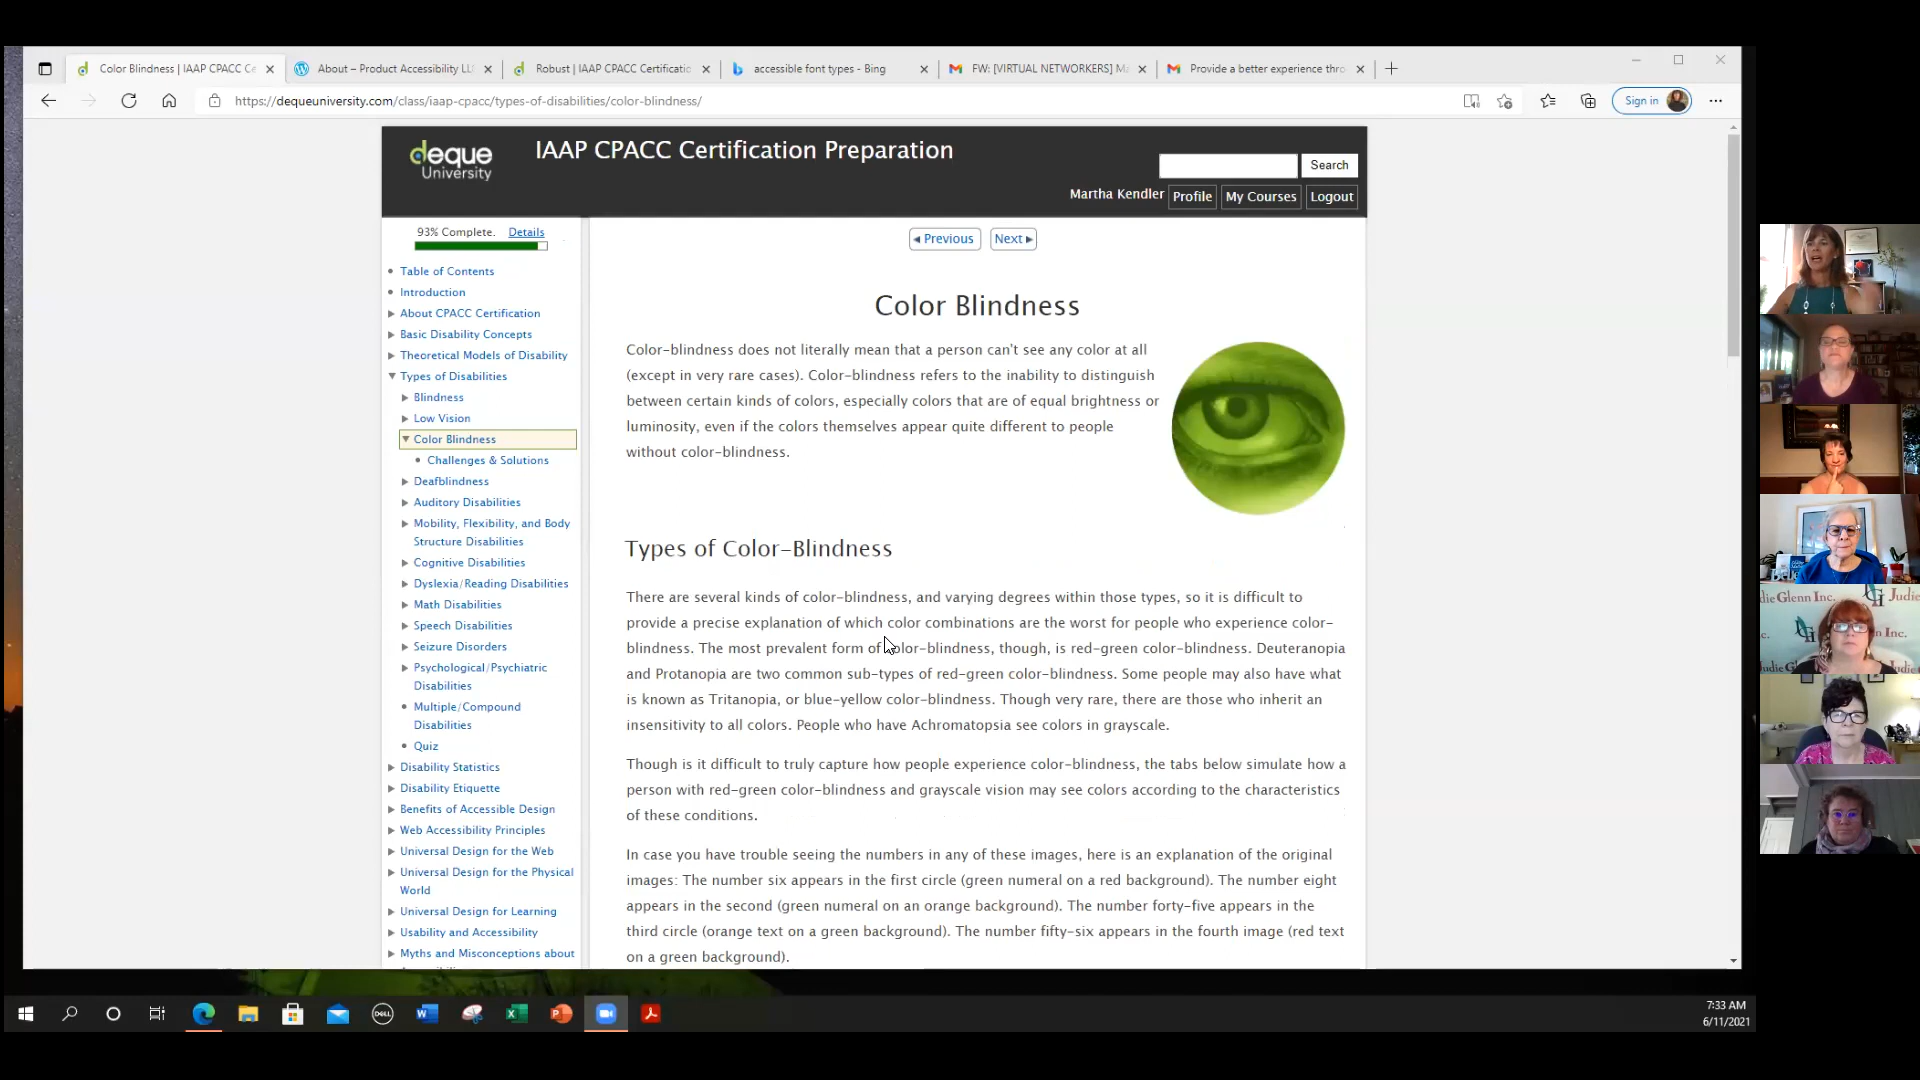 Color Blindness | IAAP CPACC Ce
About – Product Accessibility LL
Robust | IAAP CPACC Certificatio
accessible font types - Bing
FW: [VIRTUAL NETWORKERS] Ma
Provide a better experience thro
https://dequeuniversity.com/class/iaap-cpacc/types-of-disabilities/color-blindness/
Sign in
deque
University
IAAP CPACC Certification Preparation
Search
Martha Kendler
Profile
My Courses
Logout
93% Complete. Details
Table of Contents
Introduction
About CPACC Certification
Basic Disability Concepts
Theoretical Models of Disability
Types of Disabilities
Blindness
Low Vision
Color Blindness
Challenges & Solutions
Deafblindness
Auditory Disabilities
Mobility, Flexibility, and Body
Structure Disabilities
Cognitive Disabilities
Dyslexia/Reading Disabilities
Math Disabilities
Speech Disabilities
Seizure Disorders
Psychological/Psychiatric
Disabilities
Multiple/Compound
Disabilities
Quiz
Disability Statistics
Disability Etiquette
Benefits of Accessible Design
Web Accessibility Principles
Universal Design for the Web
Universal Design for the Physical
World
Universal Design for Learning
Usability and Accessibility
Myths and Misconceptions about
Previous
Next
Color Blindness
Color-blindness does not literally mean that a person can't see any color at all
(except in very rare cases). Color-blindness refers to the inability to distinguish
between certain kinds of colors, especially colors that are of equal brightness or
luminosity, even if the colors themselves appear quite different to people
without color-blindness.
Types of Color-Blindness
There are several kinds of color-blindness, and varying degrees within those types, so it is difficult to
provide a precise explanation of which color combinations are the worst for people who experience color-
blindness. The most prevalent form of color-blindness, though, is red-green color-blindness. Deuteranopia
and Protanopia are two common sub-types of red-green color-blindness. Some people may also have what
is known as Tritanopia, or blue-yellow color-blindness. Though very rare, there are those who inherit an
insensitivity to all colors. People who have Achromatopsia see colors in grayscale.
Though is it difficult to truly capture how people experience color-blindness, the tabs below simulate how a
person with red-green color-blindness and grayscale vision may see colors according to the characteristics
of these conditions.
In case you have trouble seeing the numbers in any of these images, here is an explanation of the original
images: The number six appears in the first circle (green numeral on a red background). The number eight
appears in the second (green numeral on an orange background). The number forty-five appears in the
third circle (orange text on a green background). The number fifty-six appears in the fourth image (red text
on a green background).
die Glenn Inc.
Judie
Inc.
Judie G
Judie
DELL
7:33 AM
6/11/2021